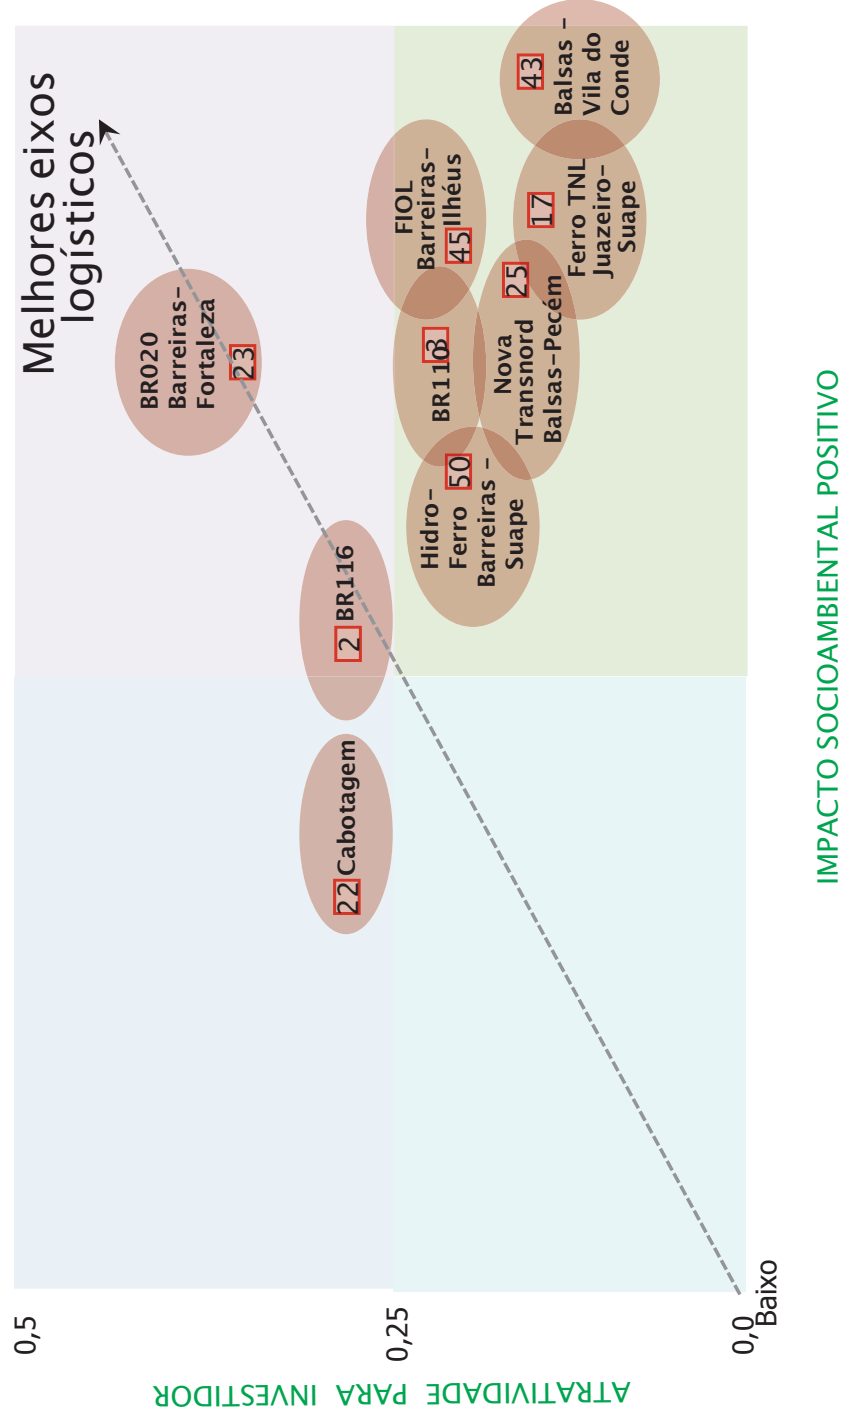 Melhores eixos
logísticos
0,5
0,25
0,0
Baixo
ATRATIVIDADE PARA INVESTIDOR
IMPACTO SOCIOAMBIENTAL POSITIVO
BR020
Barreiras–
Fortaleza
23
2 BR116
22 Cabotagem
FIOL
Barreiras–
Ilhéus
45
3
BR110
Hidro–
Ferro
50
Barreiras –
Suape
25
Nova
Transnord
Balsas–Pecém
17
Ferro TNL
Juazeiro–
Suape
43
Balsas –
Vila do
Conde